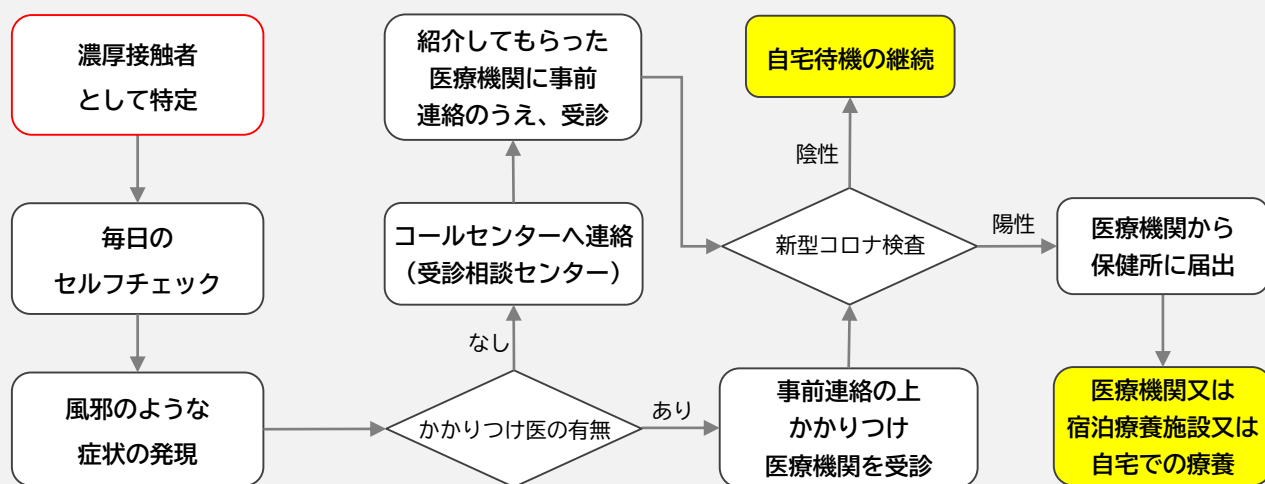 濃厚接触者
として特定
毎日の
セルフチェック
風邪のような
症状の発現
かかりつけ医の有無
なし
コールセンターへ連絡
（受診相談センター）
紹介してもらった
医療機関に事前
連絡のうえ、受診
あり
事前連絡の上
かかりつけ
医療機関を受診
新型コロナ検査
陰性
自宅待機の継続
陽性
医療機関から
保健所に届出
医療機関又は
宿泊療養施設又は
自宅での療養